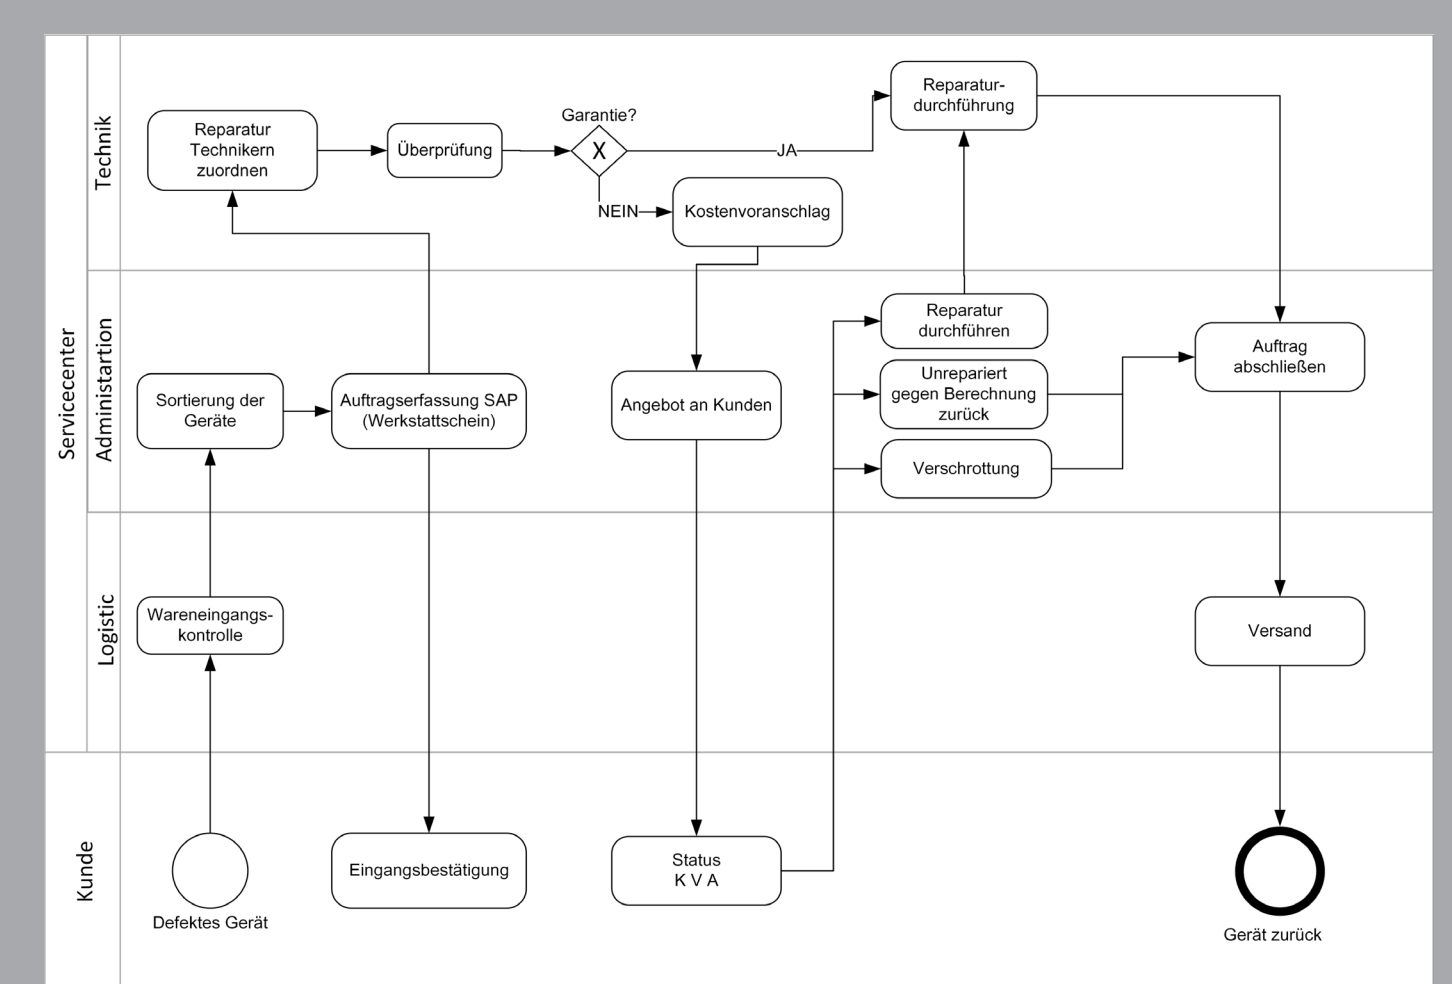 Servicecenter
Technik
Administartion
Logistic
Kunde
Reparatur
Technikern
zuordnen
Überprüfung
Garantie?
X
JA
NEIN
Kostenvoranschlag
Reparatur-
durchführung
Sortierung der
Geräte
Auftragserfassung SAP
(Werkstattschein)
Angebot an Kunden
Reparatur
durchführen
Unrepariert
gegen Berechnung
zurück
Verschrottung
Auftrag
abschließen
Wareneingangs-
kontrolle
Versand
Defektes Gerät
Eingangsbestätigung
Status
K V A
Gerät zurück